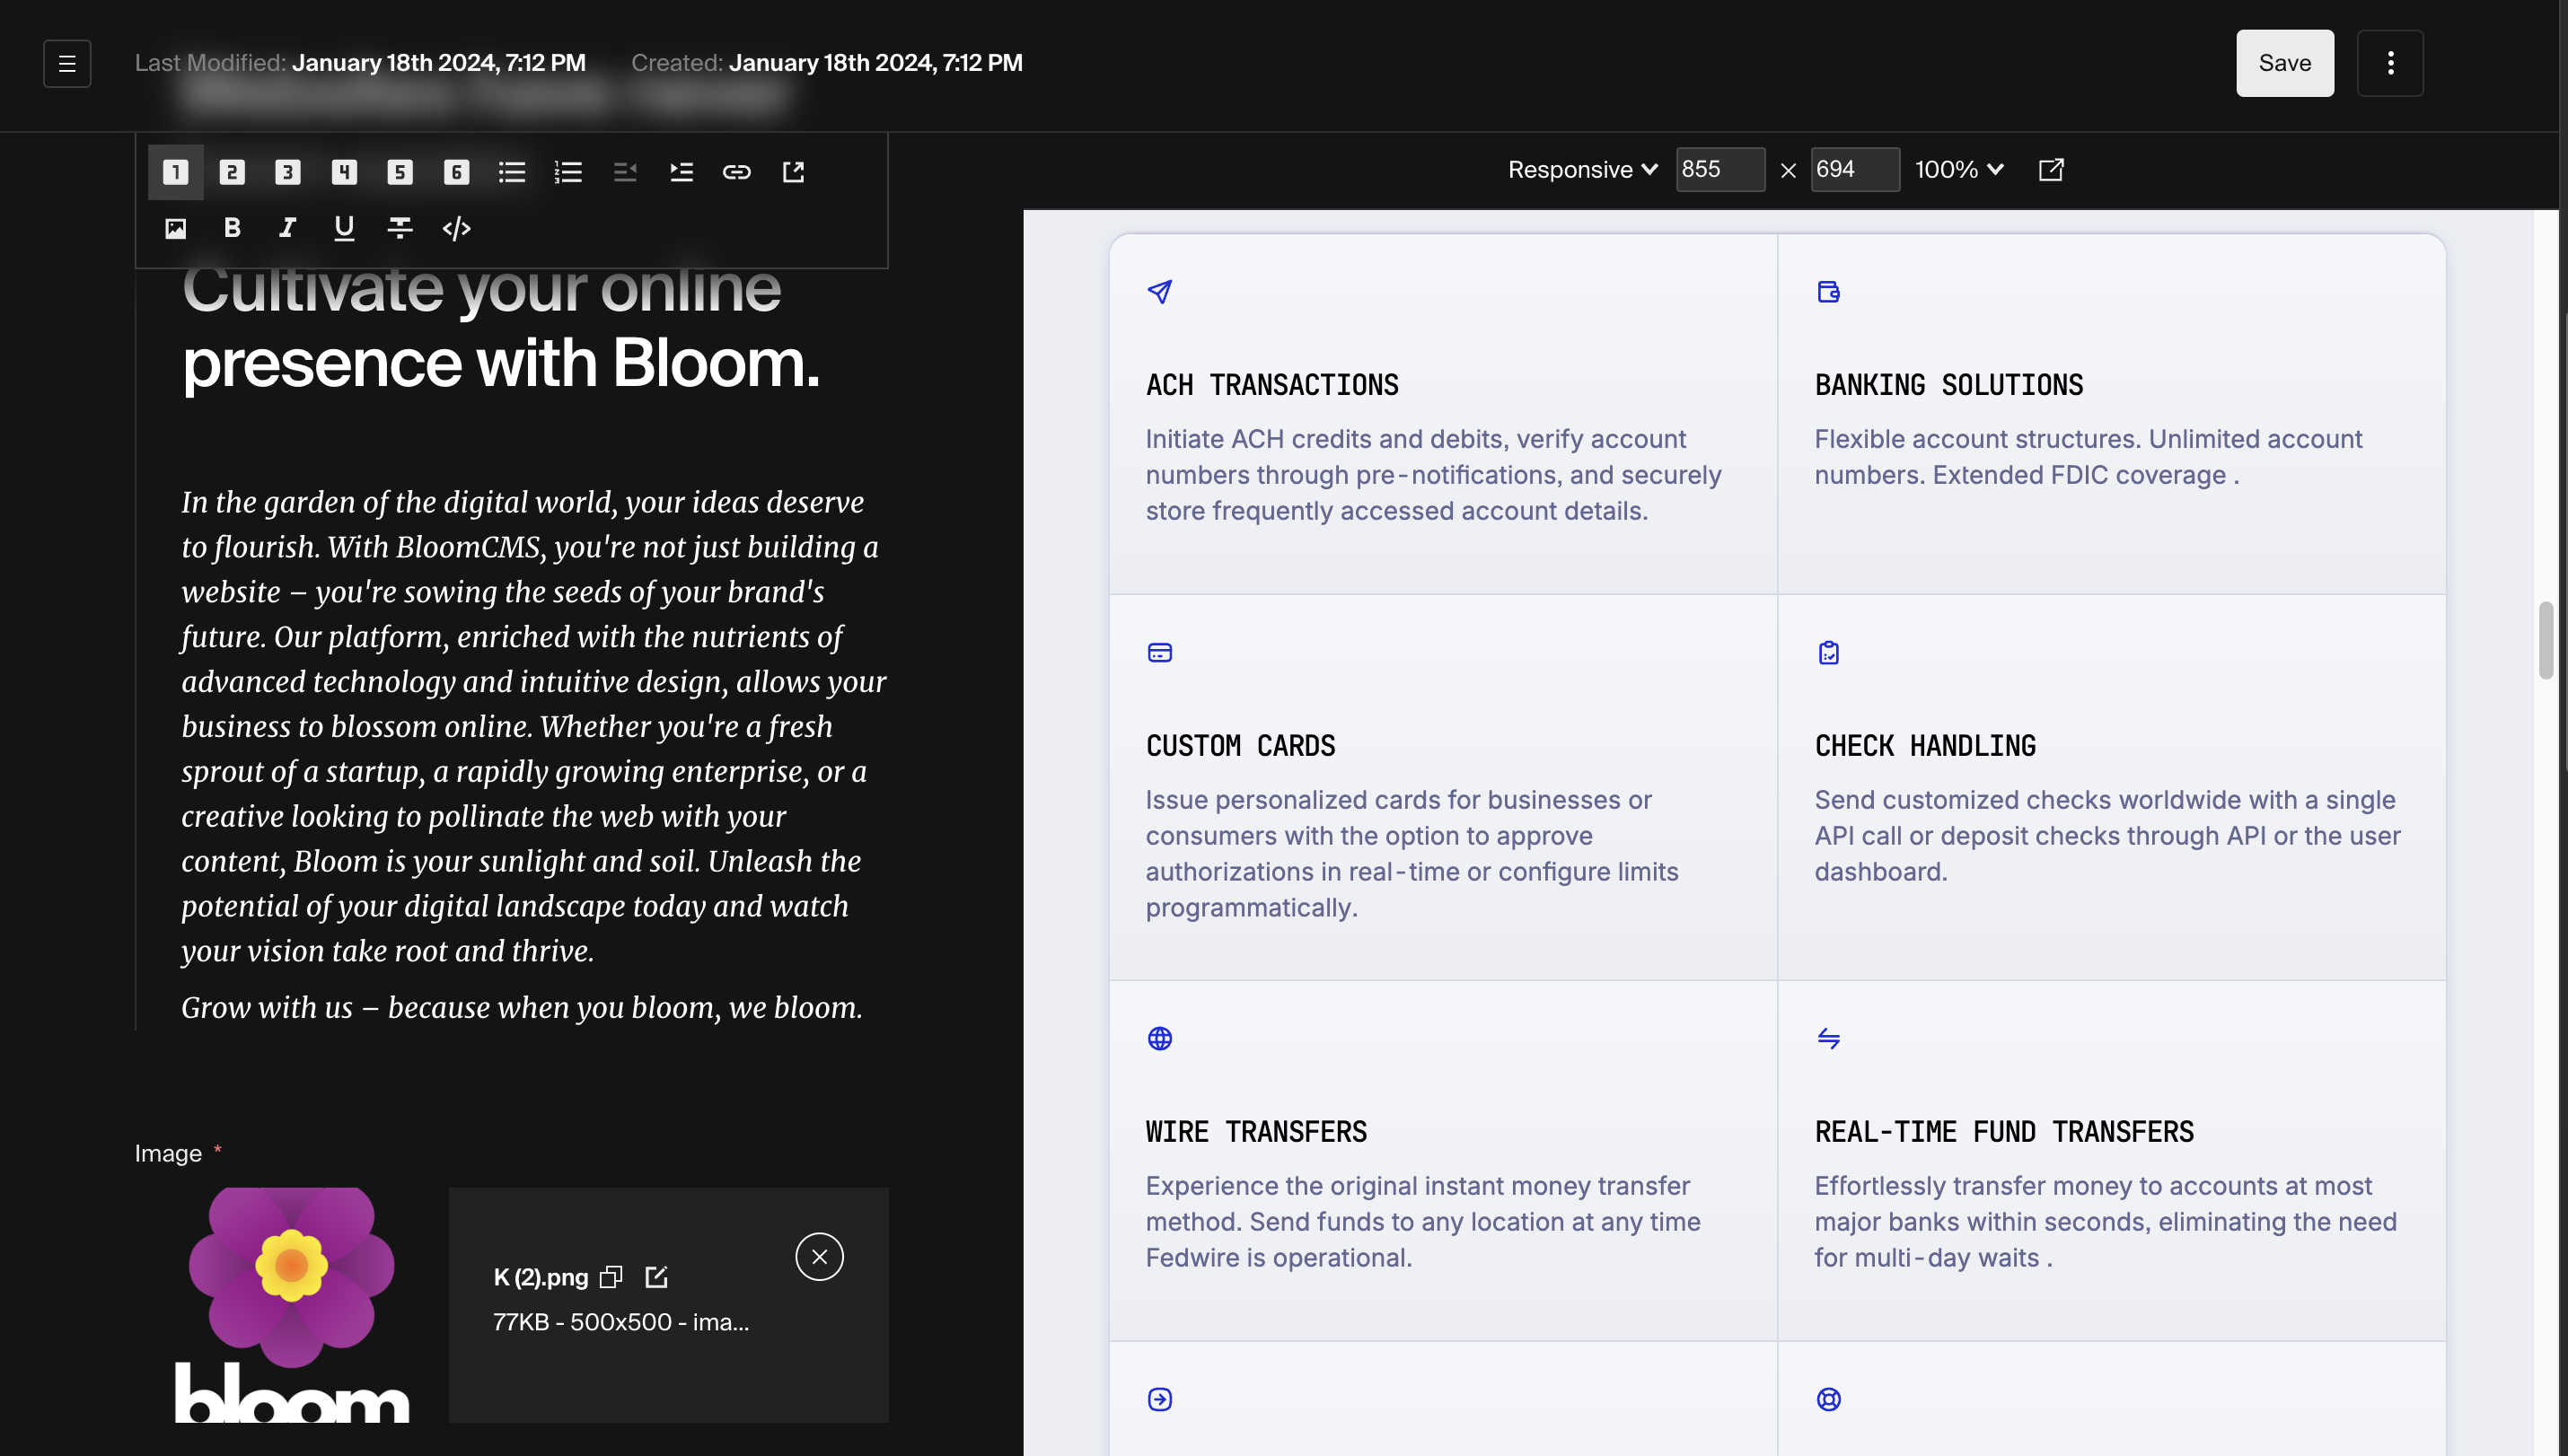 Last Modified: January 18th 2024, 7:12 PM
Created: January 18th 2024, 7:12 PM
Save
1 2 3 4 5 6
B I U
Cultivate your online
presence with Bloom.
In the garden of the digital world, your ideas deserve
to flourish. With BloomCMS, you're not just building a
website – you're sowing the seeds of your brand's
future. Our platform, enriched with the nutrients of
advanced technology and intuitive design, allows your
business to blossom online. Whether you're a fresh
sprout of a startup, a rapidly growing enterprise, or a
creative looking to pollinate the web with your
content, Bloom is your sunlight and soil. Unleash the
potential of your digital landscape today and watch
your vision take root and thrive.
Grow with us – because when you bloom, we bloom.
Image *
bloom
K (2).png
77KB - 500x500 - ima...
Responsive 855 × 694 100%
ACH TRANSACTIONS
Initiate ACH credits and debits, verify account
numbers through pre-notifications, and securely
store frequently accessed account details.
BANKING SOLUTIONS
Flexible account structures. Unlimited account
numbers. Extended FDIC coverage .
CUSTOM CARDS
Issue personalized cards for businesses or
consumers with the option to approve
authorizations in real-time or configure limits
programmatically.
CHECK HANDLING
Send customized checks worldwide with a single
API call or deposit checks through API or the user
dashboard.
WIRE TRANSFERS
Experience the original instant money transfer
method. Send funds to any location at any time
Fedwire is operational.
REAL-TIME FUND TRANSFERS
Effortlessly transfer money to accounts at most
major banks within seconds, eliminating the need
for multi-day waits .